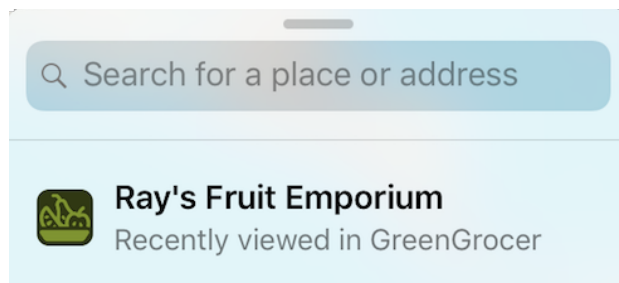 Search for a place or address
Ray's Fruit Emporium
Recently viewed in GreenGrocer